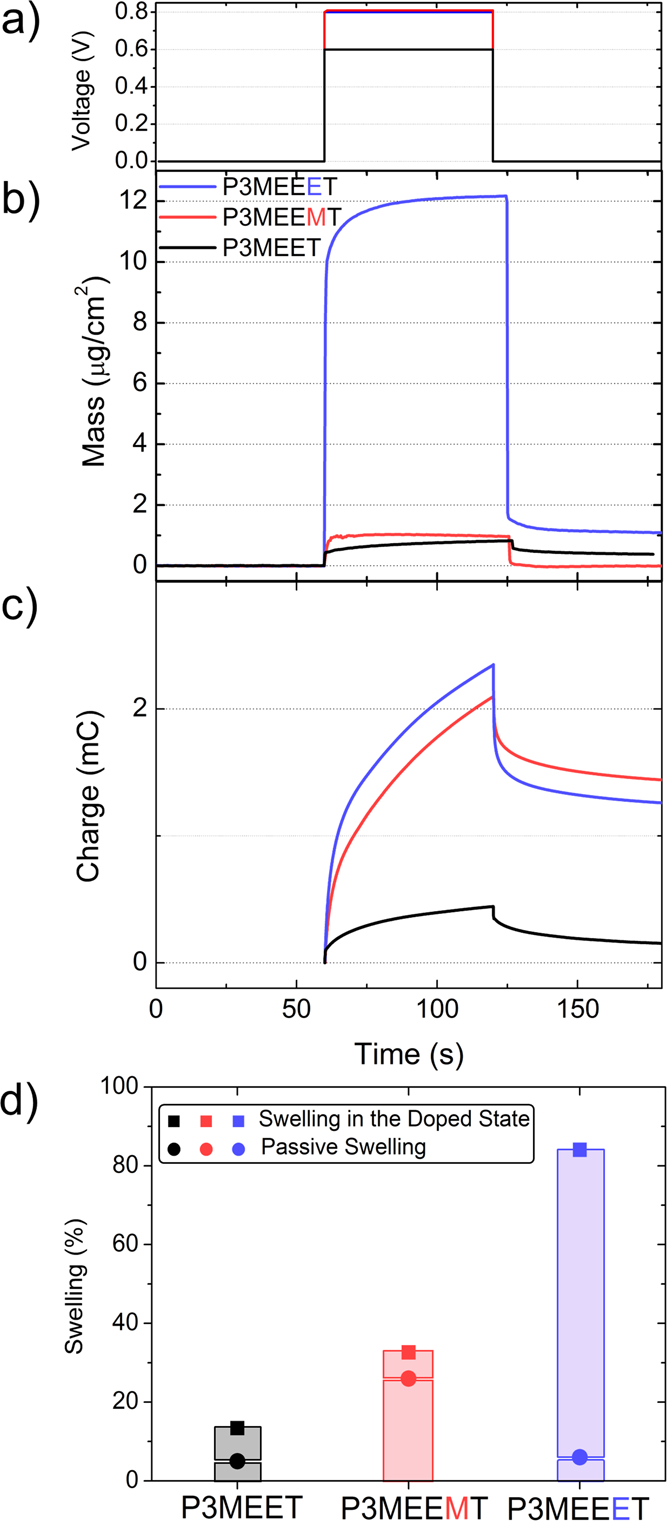 a)
Voltage (V)
0.8
0.6
0.4
0.2
0.0
b)
P3MEEET
P3MEEMT
P3MEET
Mass (μg/cm²)
12
10
8
6
4
2
0
c)
Charge (mC)
2
0
0
50
100
150
Time (s)
d)
Swelling in the Doped State
Passive Swelling
Swelling (%)
100
80
60
40
20
0
P3MEET
P3MEEMT
P3MEEET